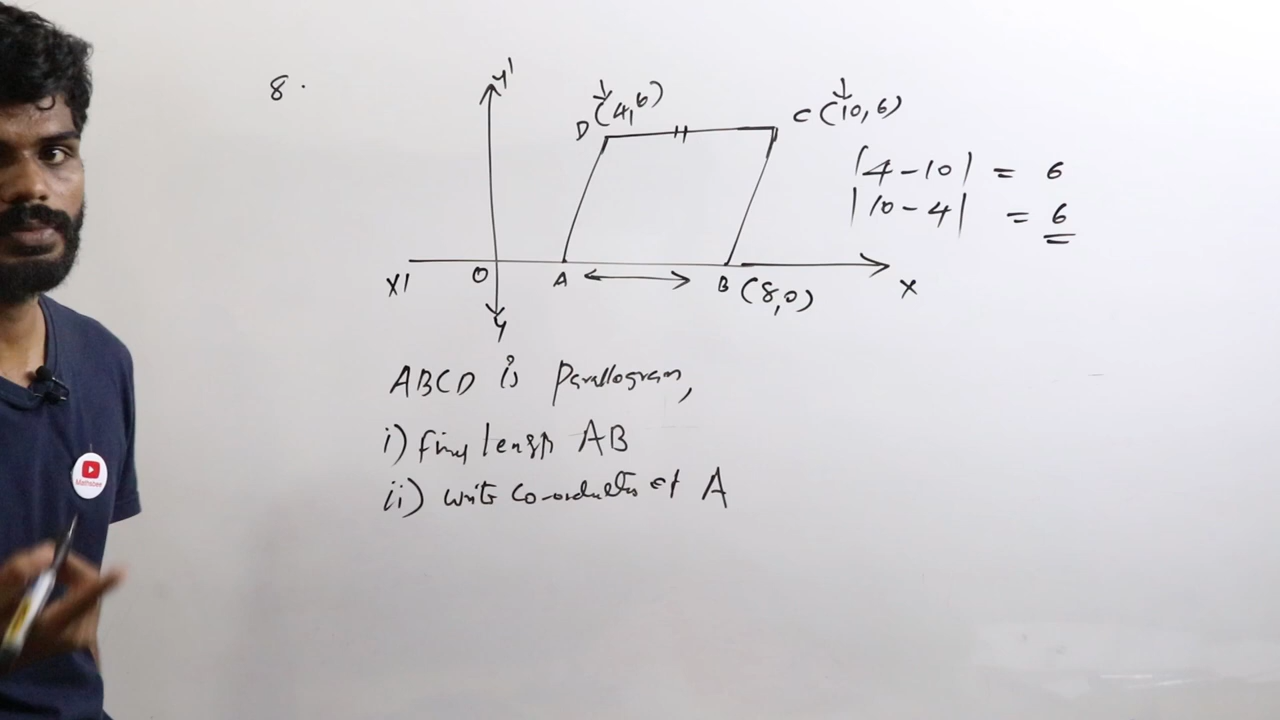 8.
y'
D (4,6)
C (10,6)
|4-10| = 6
|10-4| = 6
X' O A B (8,0) X
y
ABCD is parallogram,
i) find length AB
ii) write co-ordinates of A
Mathsbee